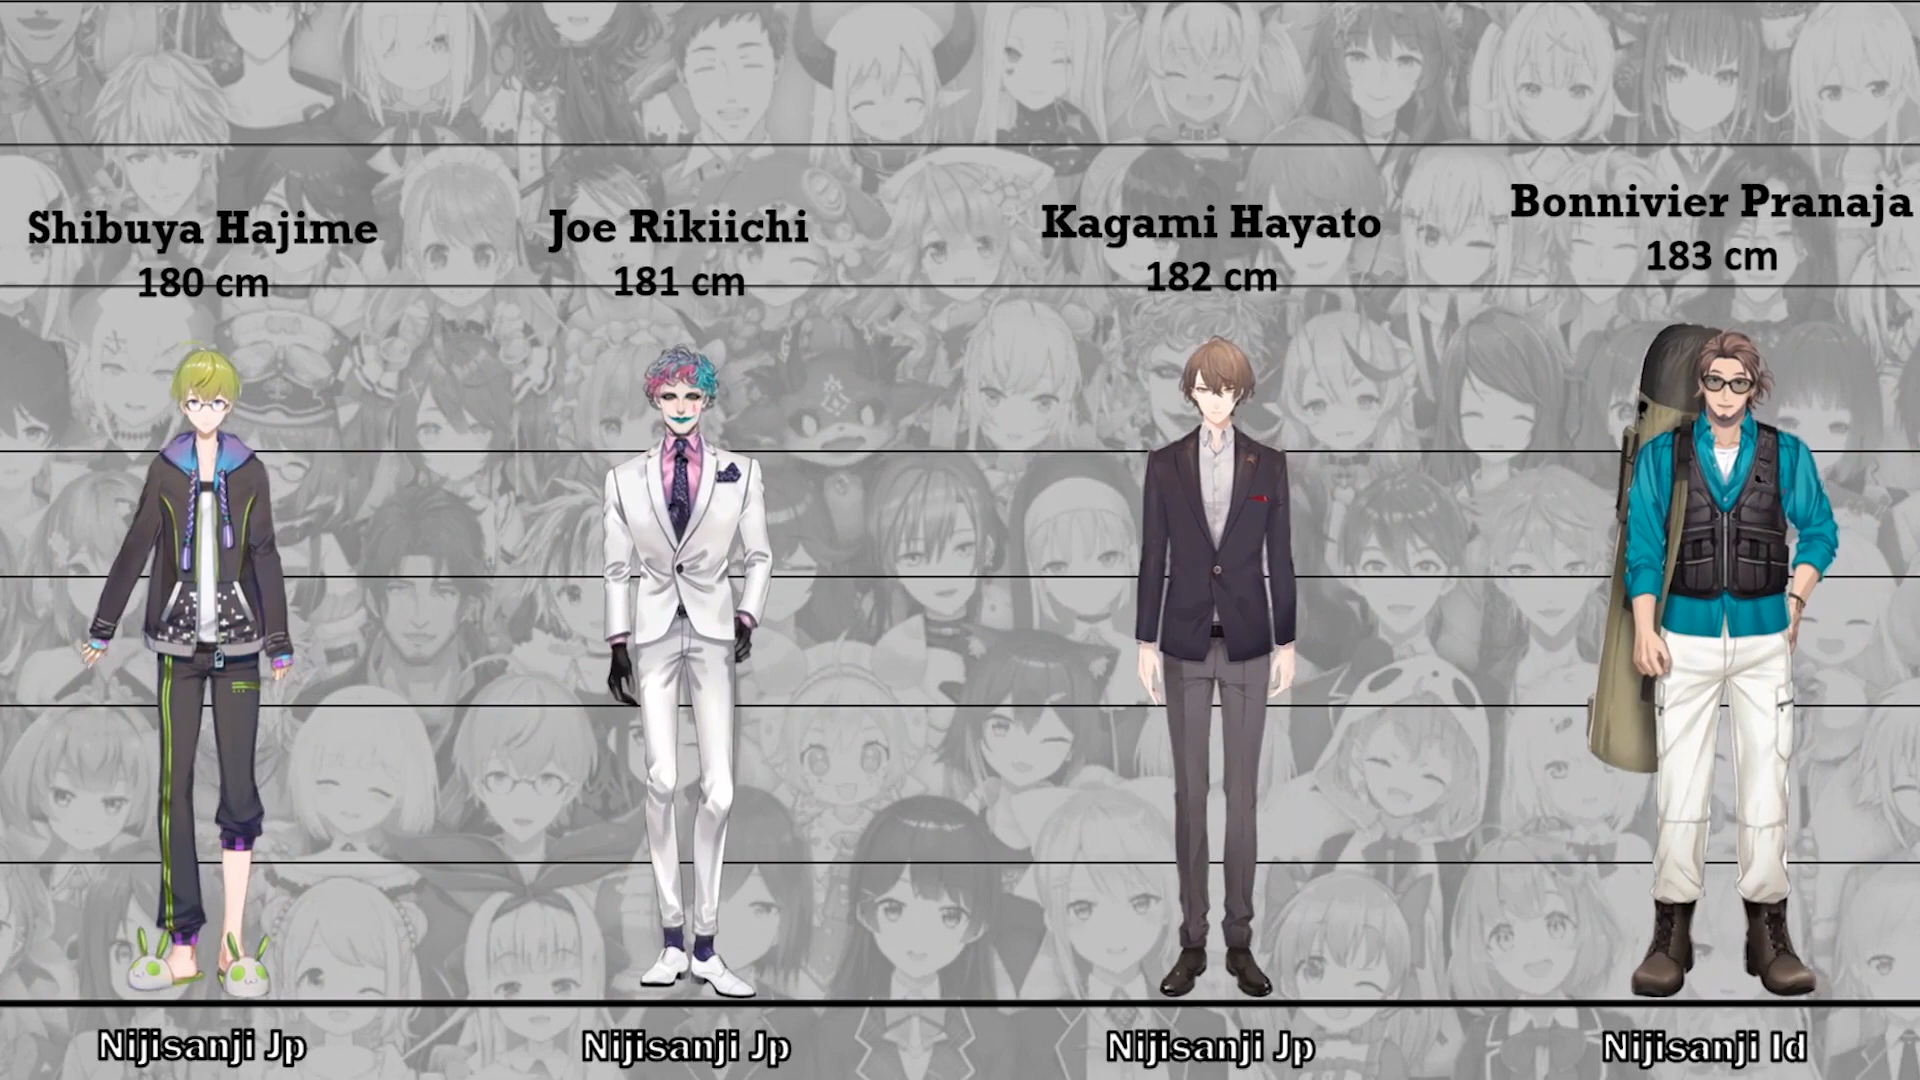 Shibuya Hajime
180 cm
Joe Rikiichi
181 cm
Kagami Hayato
182 cm
Bonnivier Pranaja
183 cm
Nijisanji Jp
Nijisanji Jp
Nijisanji Jp
Nijisanji Id